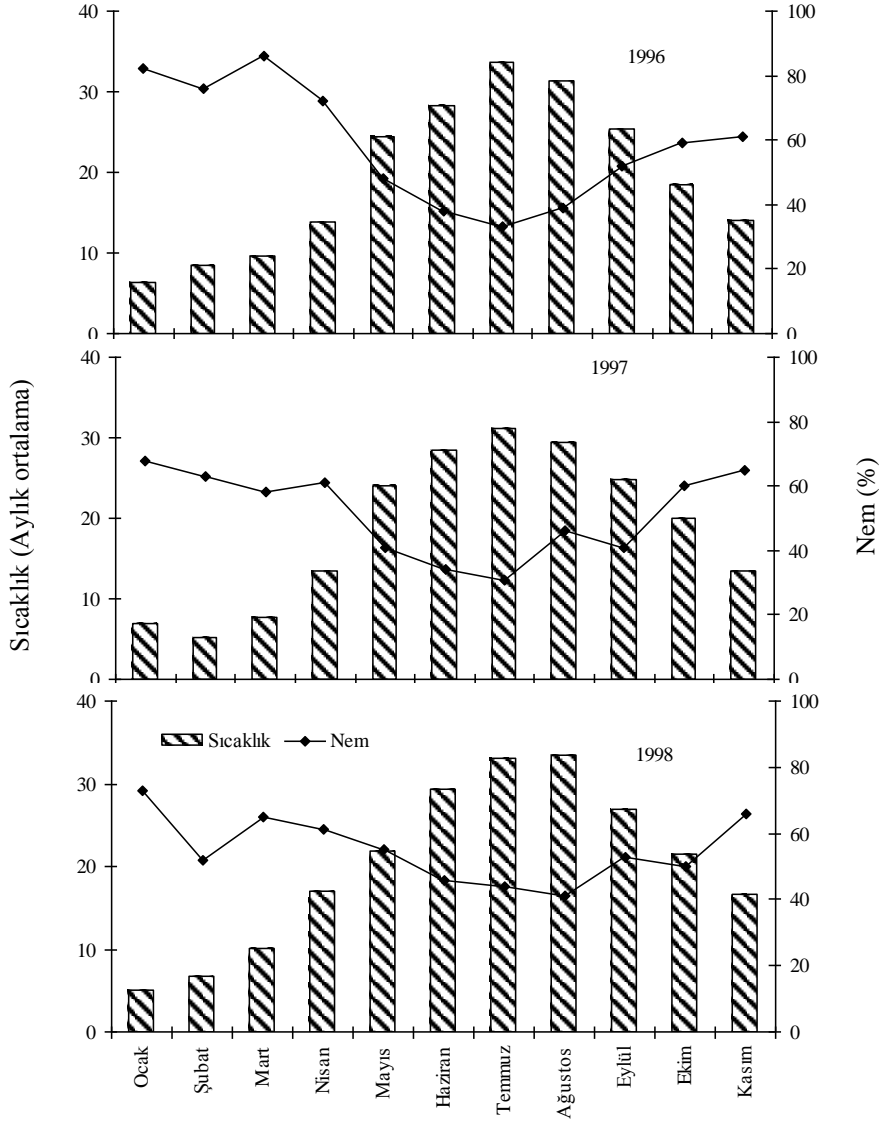 Sıcaklık (Aylık ortalama)
Nem (%)
1996
40
30
20
10
0
100
80
60
40
20
0
1997
40
30
20
10
0
100
80
60
40
20
0
1998
Sıcaklık Nem
40
30
20
10
0
100
80
60
40
20
0
Ocak
Şubat
Mart
Nisan
Mayıs
Haziran
Temmuz
Ağustos
Eylül
Ekim
Kasım